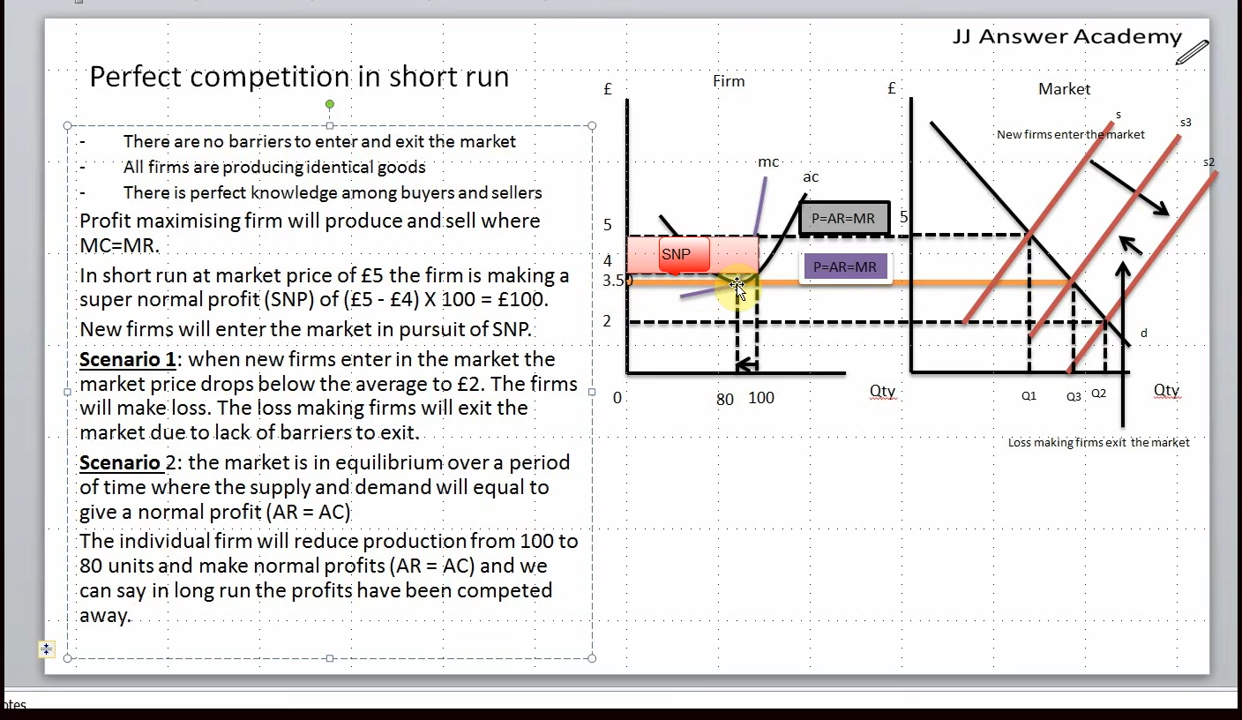 JJ Answer Academy
Perfect competition in short run
- There are no barriers to enter and exit the market
- All firms are producing identical goods
- There is perfect knowledge among buyers and sellers
Profit maximising firm will produce and sell where
MC=MR.
In short run at market price of £5 the firm is making a
super normal profit (SNP) of (£5 - £4) X 100 = £100.
New firms will enter the market in pursuit of SNP.
Scenario 1: when new firms enter in the market the
market price drops below the average to £2. The firms
will make loss. The loss making firms will exit the
market due to lack of barriers to exit.
Scenario 2: the market is in equilibrium over a period
of time where the supply and demand will equal to
give a normal profit (AR = AC)
The individual firm will reduce production from 100 to
80 units and make normal profits (AR = AC) and we
can say in long run the profits have been competed
away.
Firm
£
mc
ac
5
P=AR=MR
SNP
4
P=AR=MR
3.50
2
0
80
100
Qty
Market
£
s
New firms enter the market
s3
s2
5
d
Q1
Q3
Q2
Qty
Loss making firms exit the market
otes